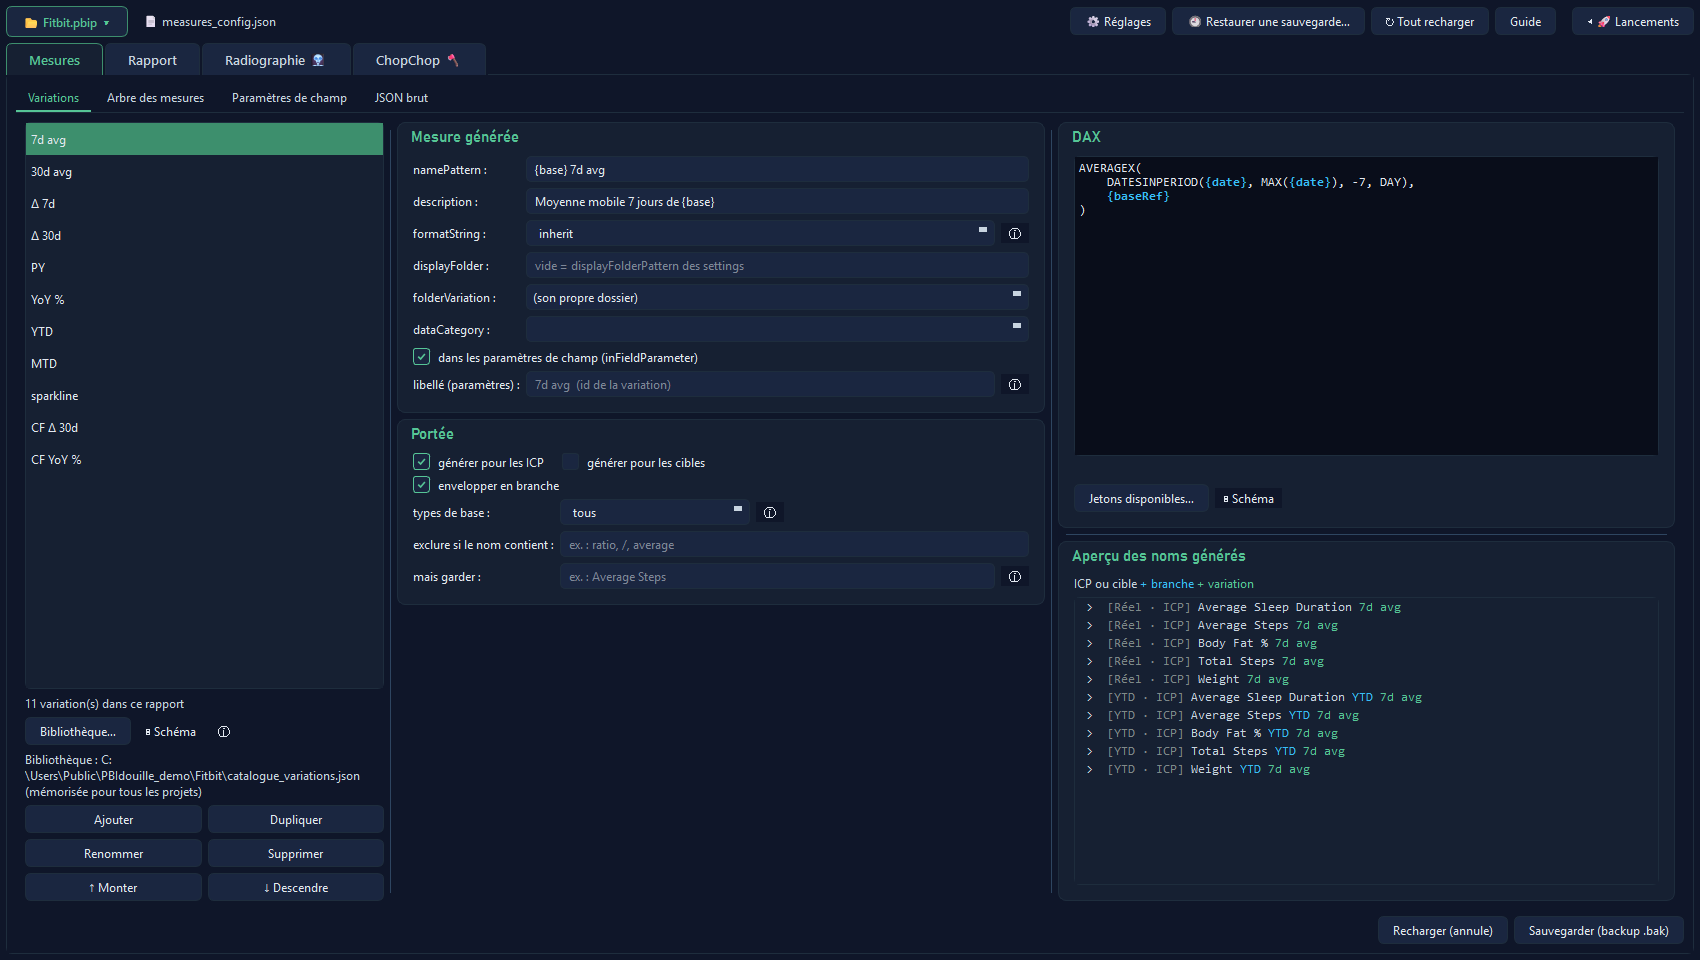 Fitbit.pbip
measures_config.json
Réglages
Restaurer une sauvegarde...
↻ Tout recharger
Guide
Lancements
Mesures
Rapport
Radiographie
ChopChop
Variations
Arbre des mesures
Paramètres de champ
JSON brut
7d avg
30d avg
Δ 7d
Δ 30d
PY
YoY %
YTD
MTD
sparkline
CF Δ 30d
CF YoY %
11 variation(s) dans ce rapport
Bibliothèque...
Schéma
Bibliothèque : C:
\Users\Public\PBIdouille_demo\Fitbit\catalogue_variations.json
(mémorisée pour tous les projets)
Ajouter
Dupliquer
Renommer
Supprimer
↑ Monter
↓ Descendre
Mesure générée
namePattern : {base} 7d avg
description : Moyenne mobile 7 jours de {base}
formatString : inherit
displayFolder : vide = displayFolderPattern des settings
folderVariation : (son propre dossier)
dataCategory :
dans les paramètres de champ (inFieldParameter)
libellé (paramètres) : 7d avg (id de la variation)
Portée
générer pour les ICP
générer pour les cibles
envelopper en branche
types de base : tous
exclure si le nom contient : ex. : ratio, /, average
mais garder : ex. : Average Steps
DAX
AVERAGEX(
DATESINPERIOD({date}, MAX({date}), -7, DAY),
{baseRef}
)
Jetons disponibles...
Schéma
Aperçu des noms générés
ICP ou cible + branche + variation
> [Réel · ICP] Average Sleep Duration 7d avg
> [Réel · ICP] Average Steps 7d avg
> [Réel · ICP] Body Fat % 7d avg
> [Réel · ICP] Total Steps 7d avg
> [Réel · ICP] Weight 7d avg
> [YTD · ICP] Average Sleep Duration YTD 7d avg
> [YTD · ICP] Average Steps YTD 7d avg
> [YTD · ICP] Body Fat % YTD 7d avg
> [YTD · ICP] Total Steps YTD 7d avg
> [YTD · ICP] Weight YTD 7d avg
Recharger (annule)
Sauvegarder (backup .bak)